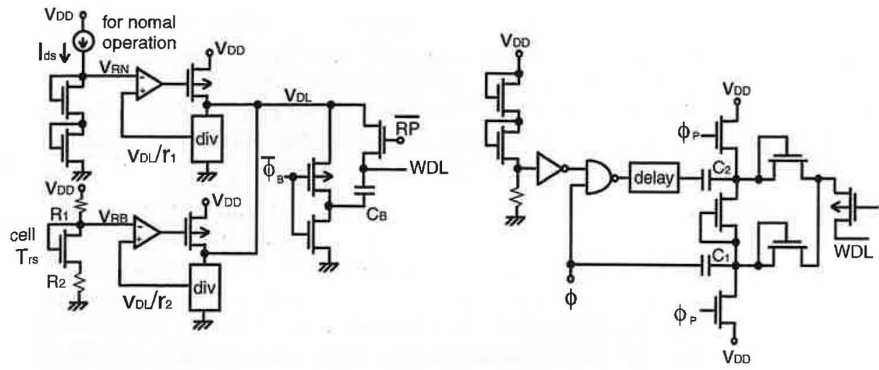 VDD
for nomal
operation
Ids
VRN
VDD
VDL
div
VDL/r1
RP
WDL
ϕB
CB
VDD
R1
VRB
VDD
cell
Trs
R2
div
VDL/r2
VDD
delay
C2
ϕP
VDD
C1
WDL
ϕ
ϕP
VDD